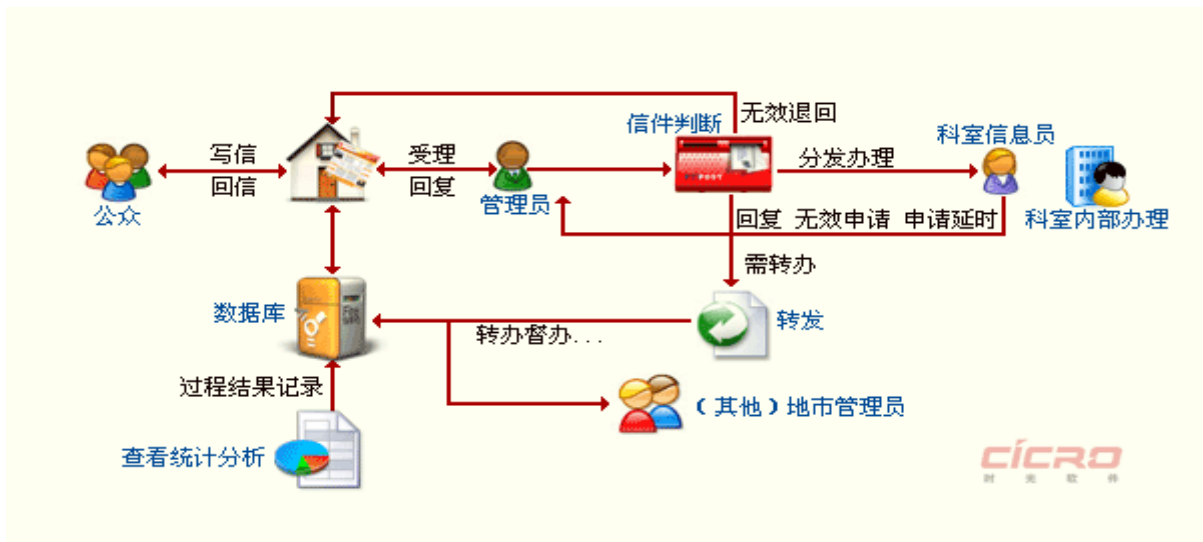 无效退回
信件判断
科室信息员
写信
受理
分发办理
回信
回复
公众
管理员
回复 无效申请 申请延时
科室内部办理
需转办
数据库
转发
转办督办...
过程结果记录
（其他）地市管理员
查看统计分析
CICRO
时光软件